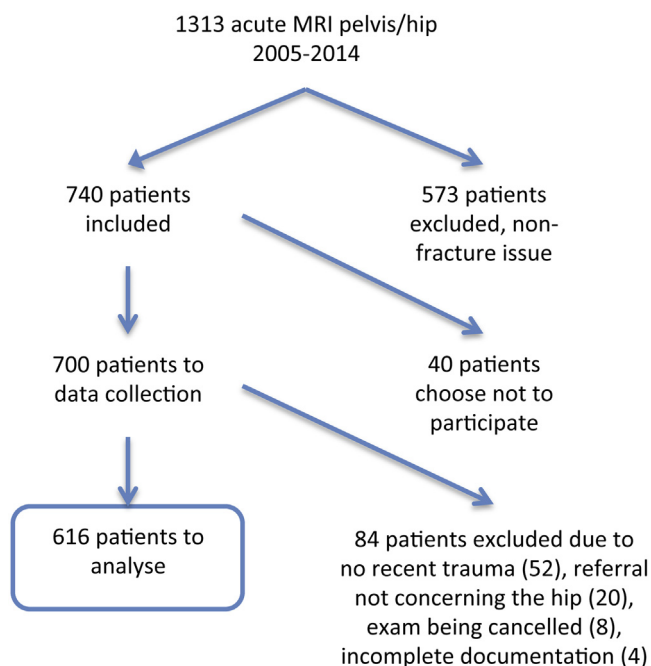 1313 acute MRI pelvis/hip
2005-2014
740 patients
included
573 patients
excluded, non-
fracture issue
700 patients to
data collection
40 patients
choose not to
participate
616 patients to
analyse
84 patients excluded due to
no recent trauma (52), referral
not concerning the hip (20),
exam being cancelled (8),
incomplete documentation (4)